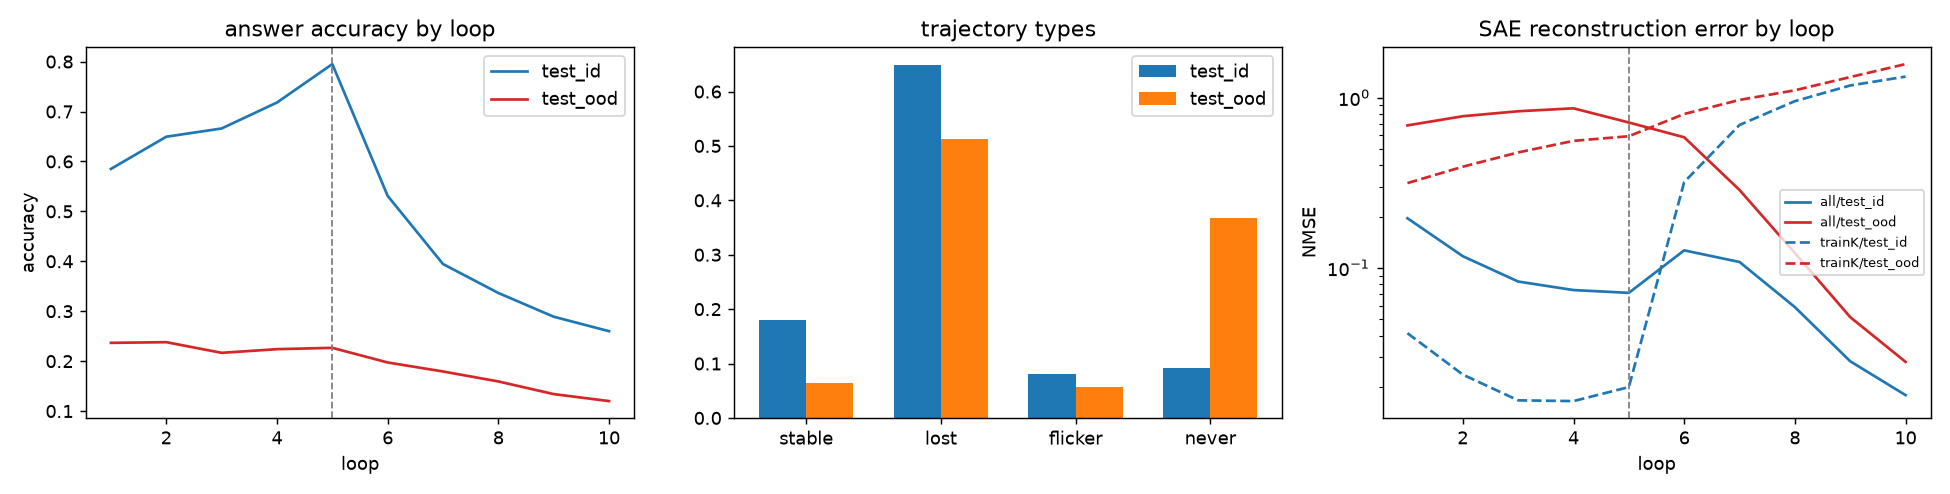 answer accuracy by loop
accuracy
0.8
0.7
0.6
0.5
0.4
0.3
0.2
0.1
test_id
test_ood
2 4 6 8 10
loop
trajectory types
0.6
0.5
0.4
0.3
0.2
0.1
0.0
test_id
test_ood
stable lost flicker never
SAE reconstruction error by loop
NMSE
10⁰
10⁻¹
all/test_id
all/test_ood
trainK/test_id
trainK/test_ood
2 4 6 8 10
loop